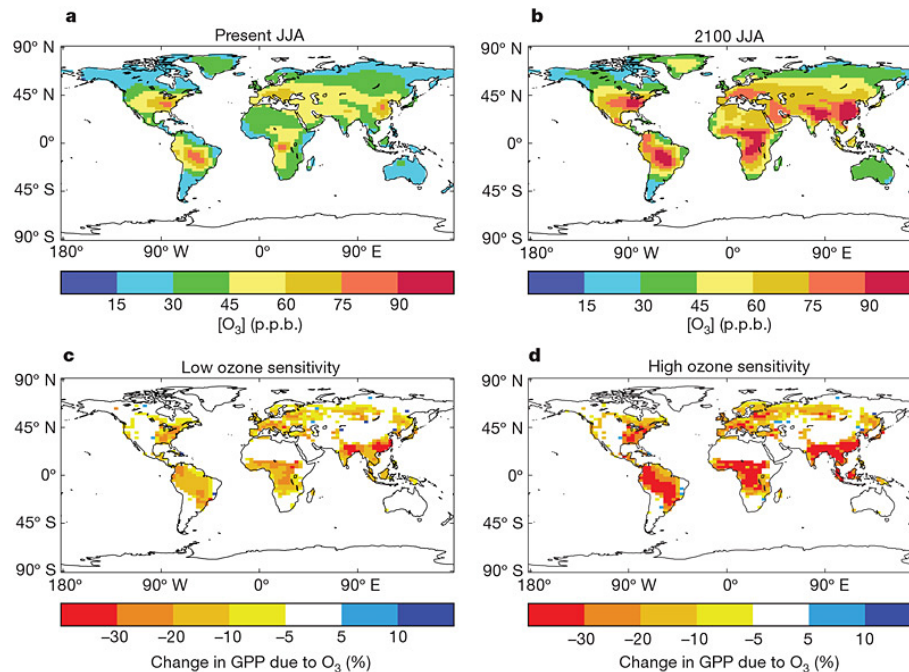 a
Present JJA
90° N
45° N
0°
45° S
90° S
180°
90° W
0°
90° E
15
30
45
60
75
90
[O₃] (p.p.b.)
b
2100 JJA
90° N
45° N
0°
45° S
90° S
180°
90° W
0°
90° E
15
30
45
60
75
90
[O₃] (p.p.b.)
c
Low ozone sensitivity
90° N
45° N
0°
45° S
90° S
180°
90° W
0°
90° E
–30
–20
–10
–5
5
10
Change in GPP due to O₃ (%)
d
High ozone sensitivity
90° N
45° N
0°
45° S
90° S
180°
90° W
0°
90° E
–30
–20
–10
–5
5
10
Change in GPP due to O₃ (%)